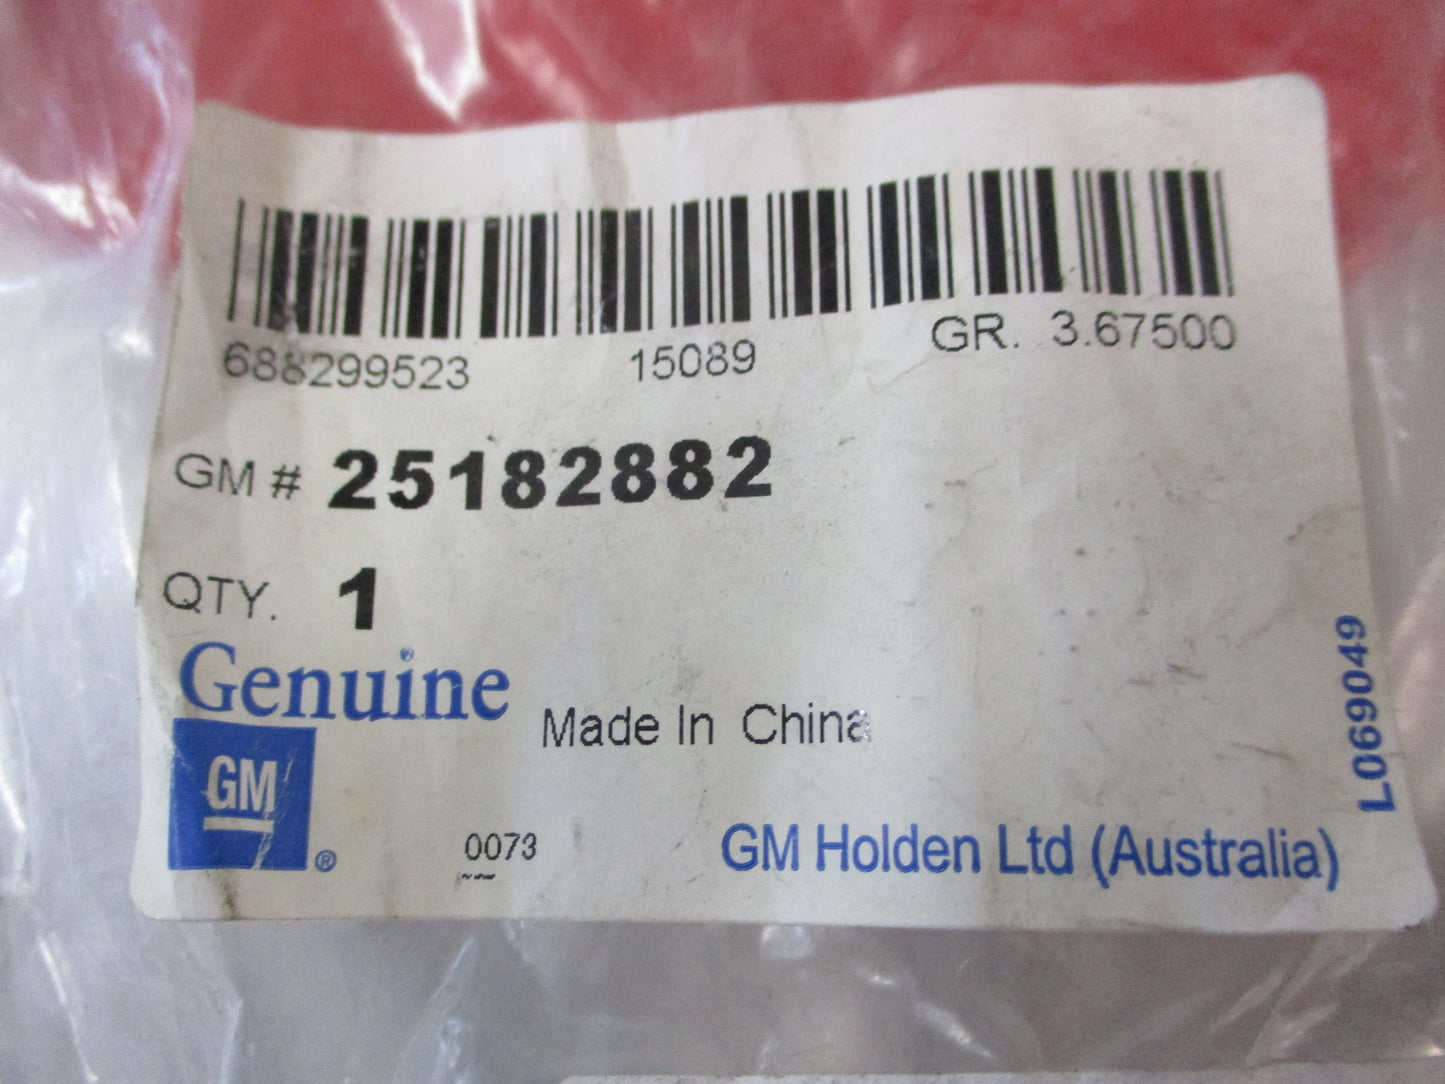 688299523 15089 GR. 3.67500
GM # 25182882
QTY. 1
Genuine
Made In China
GM ®
0073
GM Holden Ltd (Australia)
L069049